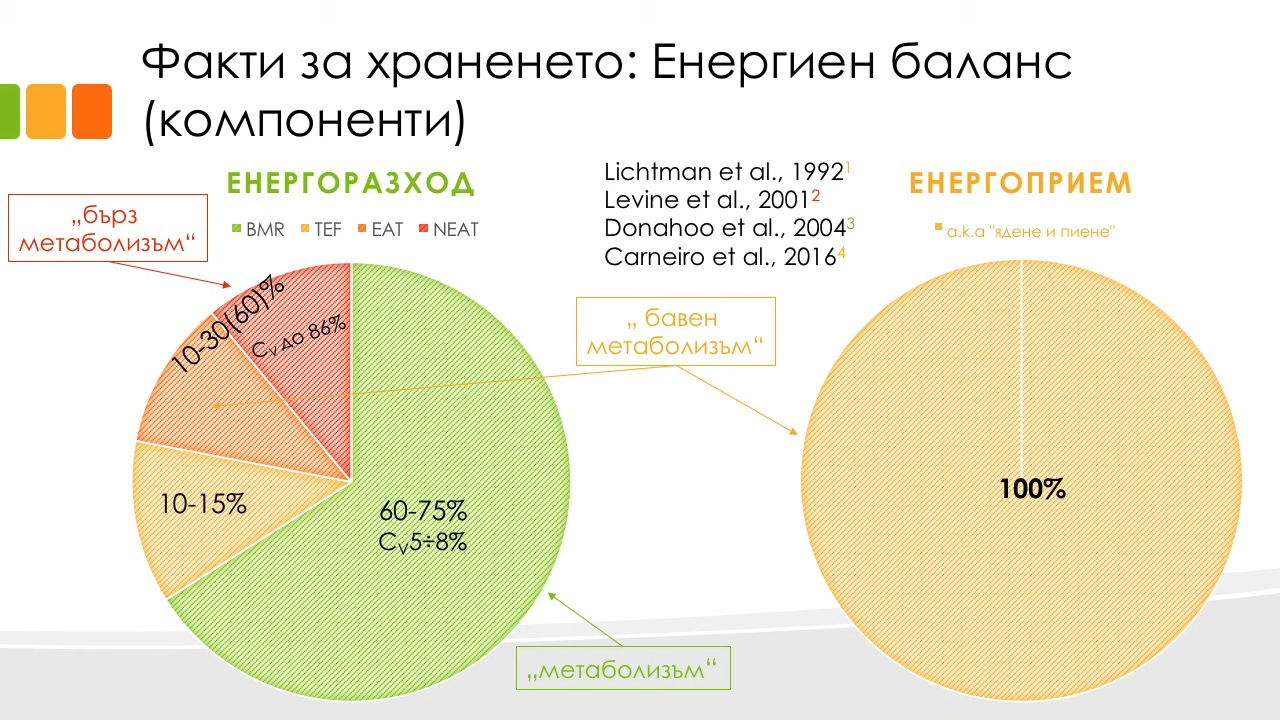 Факти за храненето: Енергиен баланс
(компоненти)
ЕНЕРГОРАЗХОД
BMR TEF EAT NEAT
„бърз
метаболизъм“
10-30(60)%
Cv до 86%
10-15%
60-75%
Cv5÷8%
Lichtman et al., 1992¹
Levine et al., 2001²
Donahoo et al., 2004³
Carneiro et al., 2016⁴
„ бавен
метаболизъм“
„метаболизъм“
ЕНЕРГОПРИЕМ
a.k.a "ядене и пиене"
100%